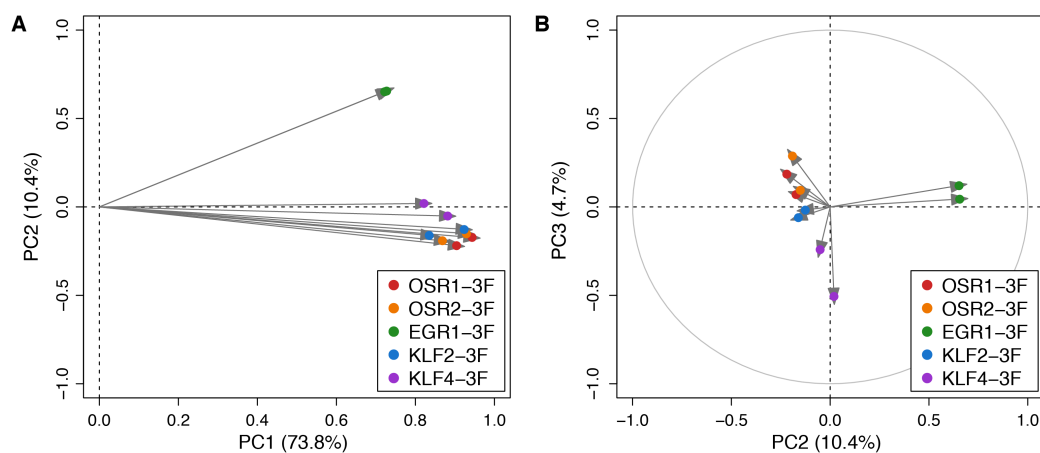 A
1.0
0.5
0.0
−0.5
−1.0
PC2 (10.4%)
0.0
0.2
0.4
0.6
0.8
1.0
PC1 (73.8%)
OSR1−3F
OSR2−3F
EGR1−3F
KLF2−3F
KLF4−3F
B
1.0
0.5
0.0
−0.5
−1.0
PC3 (4.7%)
−1.0
−0.5
0.0
0.5
1.0
PC2 (10.4%)
OSR1−3F
OSR2−3F
EGR1−3F
KLF2−3F
KLF4−3F